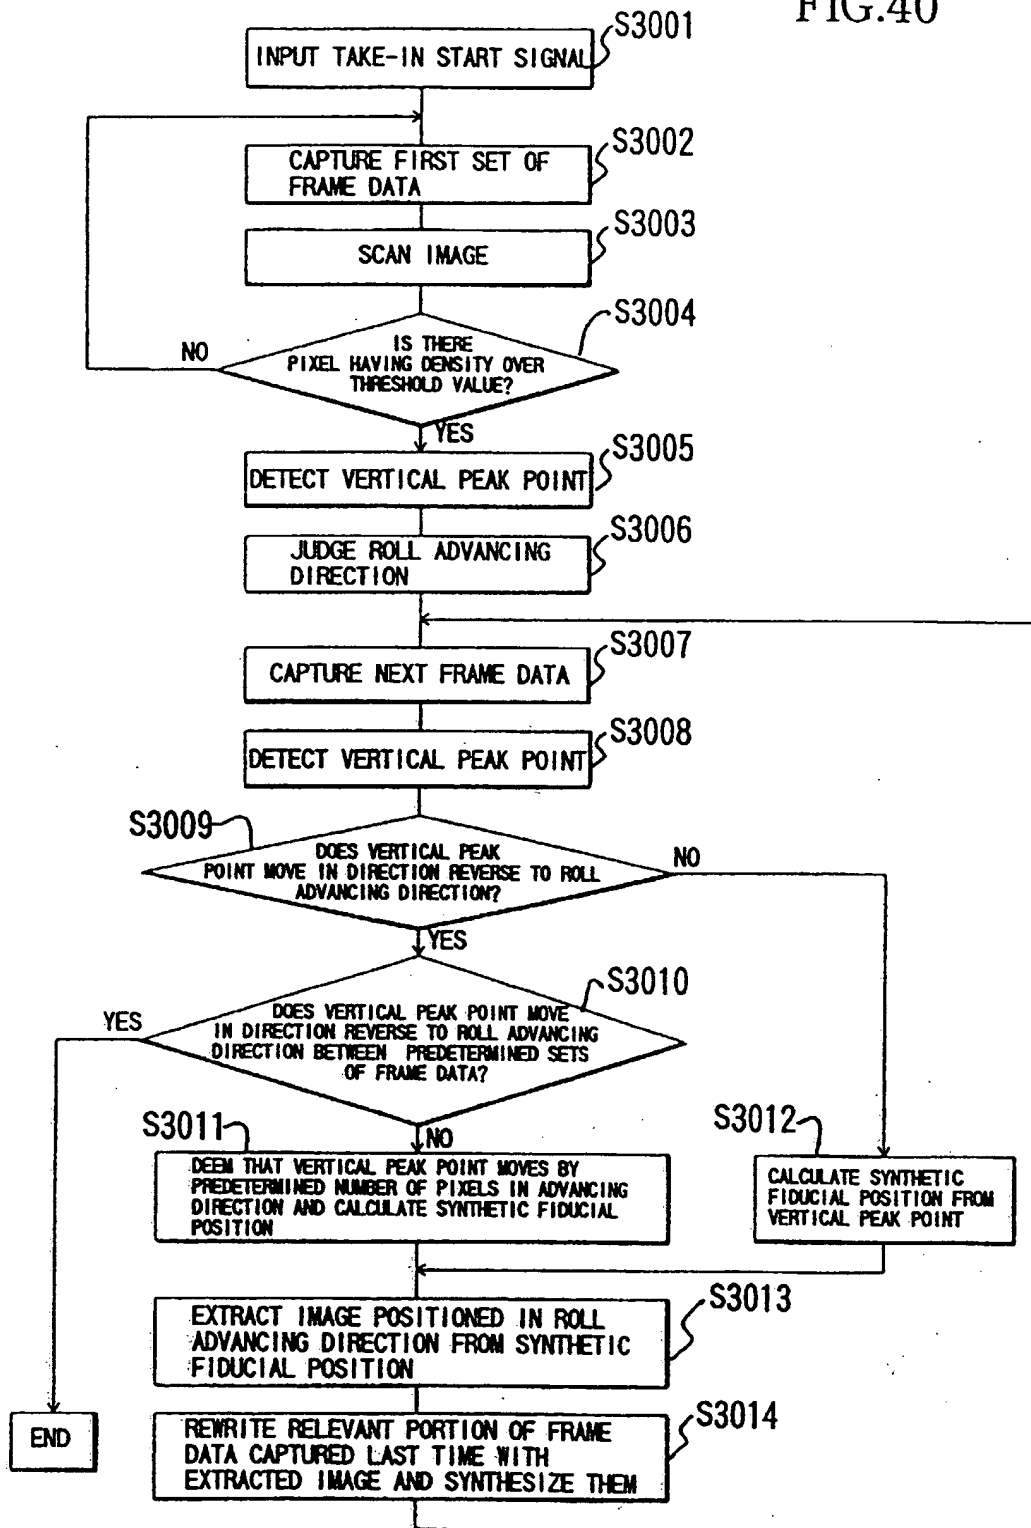 FIG.40
S3001
INPUT TAKE-IN START SIGNAL
S3002
CAPTURE FIRST SET OF
FRAME DATA
S3003
SCAN IMAGE
S3004
IS THERE
PIXEL HAVING DENSITY OVER
THRESHOLD VALUE?
NO
YES
S3005
DETECT VERTICAL PEAK POINT
S3006
JUDGE ROLL ADVANCING
DIRECTION
S3007
CAPTURE NEXT FRAME DATA
S3008
DETECT VERTICAL PEAK POINT
S3009
DOES VERTICAL PEAK
POINT MOVE IN DIRECTION REVERSE TO ROLL
ADVANCING DIRECTION?
NO
YES
S3010
DOES VERTICAL PEAK POINT MOVE
IN DIRECTION REVERSE TO ROLL ADVANCING
DIRECTION BETWEEN PREDETERMINED SETS
OF FRAME DATA?
YES
NO
S3011
DEEM THAT VERTICAL PEAK POINT MOVES BY
PREDETERMINED NUMBER OF PIXELS IN ADVANCING
DIRECTION AND CALCULATE SYNTHETIC FIDUCIAL
POSITION
S3012
CALCULATE SYNTHETIC
FIDUCIAL POSITION FROM
VERTICAL PEAK POINT
S3013
EXTRACT IMAGE POSITIONED IN ROLL
ADVANCING DIRECTION FROM SYNTHETIC
FIDUCIAL POSITION
S3014
REWRITE RELEVANT PORTION OF FRAME
DATA CAPTURED LAST TIME WITH
EXTRACTED IMAGE AND SYNTHESIZE THEM
END